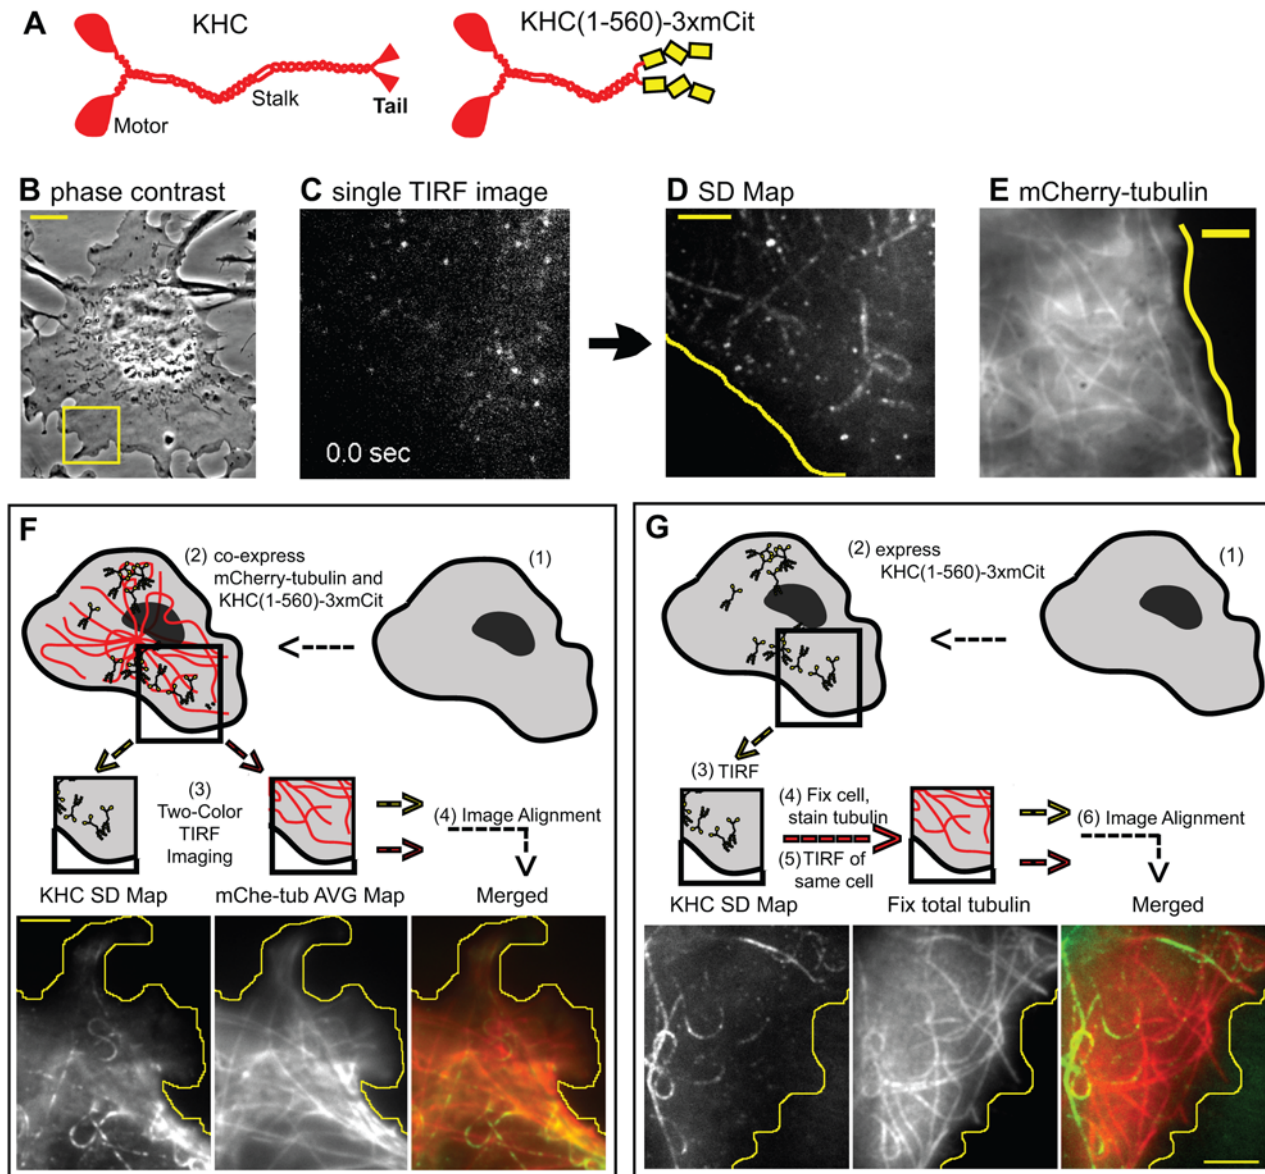 A
KHC
KHC(1-560)-3xmCit
Stalk
Tail
Motor
B phase contrast
C single TIRF image
D SD Map
E mCherry-tubulin
0.0 sec
F
(2) co-express
mCherry-tubulin and
KHC(1-560)-3xmCit
(1)
(3)
Two-Color
TIRF
Imaging
(4) Image Alignment
KHC SD Map
mChe-tub AVG Map
Merged
G
(2) express
KHC(1-560)-3xmCit
(1)
(3) TIRF
(4) Fix cell,
stain tubulin
(5) TIRF of
same cell
(6) Image Alignment
KHC SD Map
Fix total tubulin
Merged